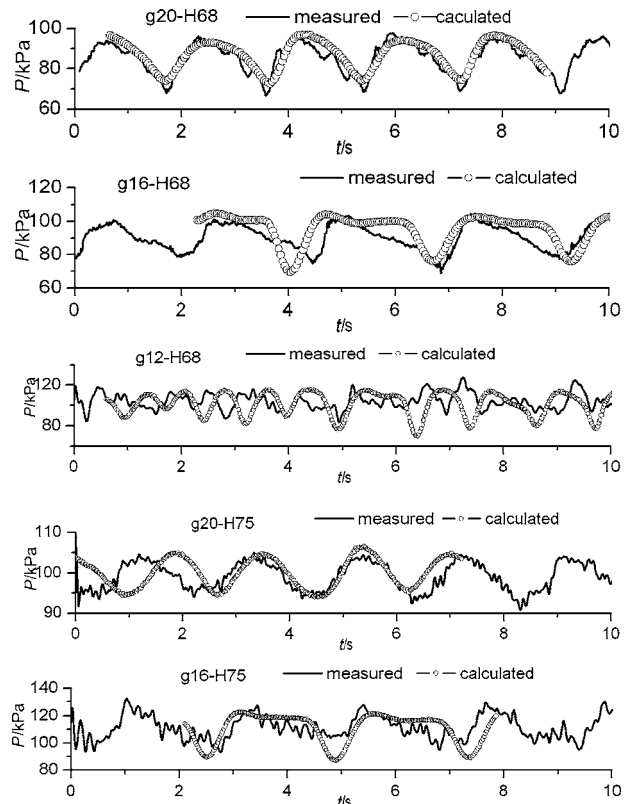 g20-H68 measured caculated
100
80
60
P/kPa
0 2 4 6 8 10
t/s
g16-H68 measured calculated
120
100
80
60
P/kPa
0 2 4 6 8 10
t/s
g12-H68 measured calculated
120
80
P/kPa
0 2 4 6 8 10
t/s
g20-H75 measured calculated
110
100
90
P/kPa
0 2 4 6 8 10
t/s
g16-H75 measured calculated
140
120
100
80
P/kPa
0 2 4 6 8 10
t/s